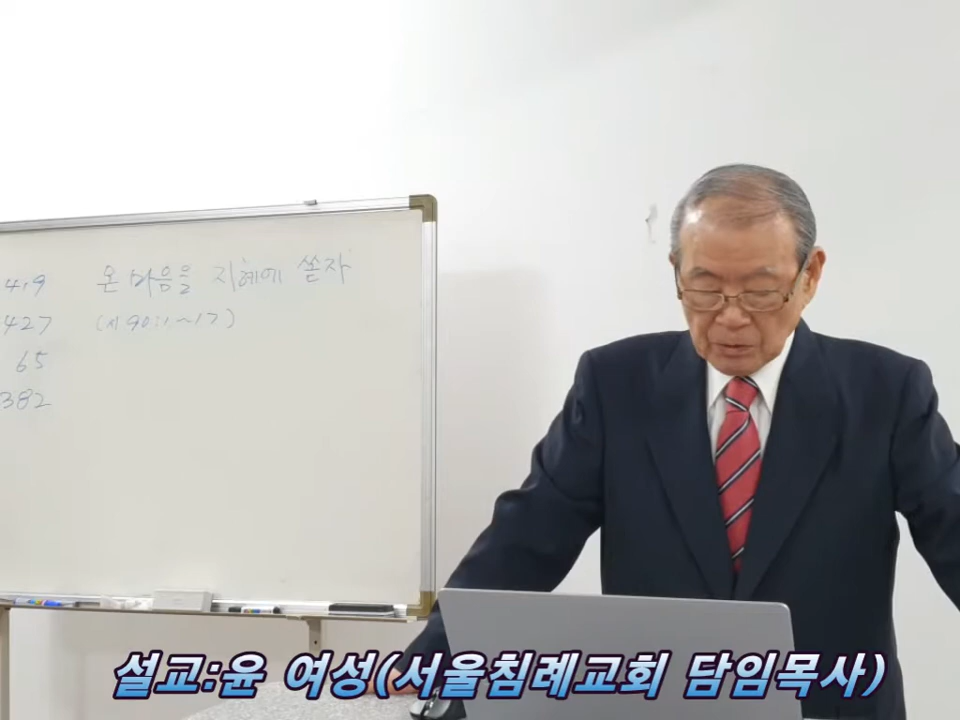 419 온 마음을 지혜에 쏟자
427 (시 90:1~17)
65
382
설교:윤 여성(서울침례교회 담임목사)